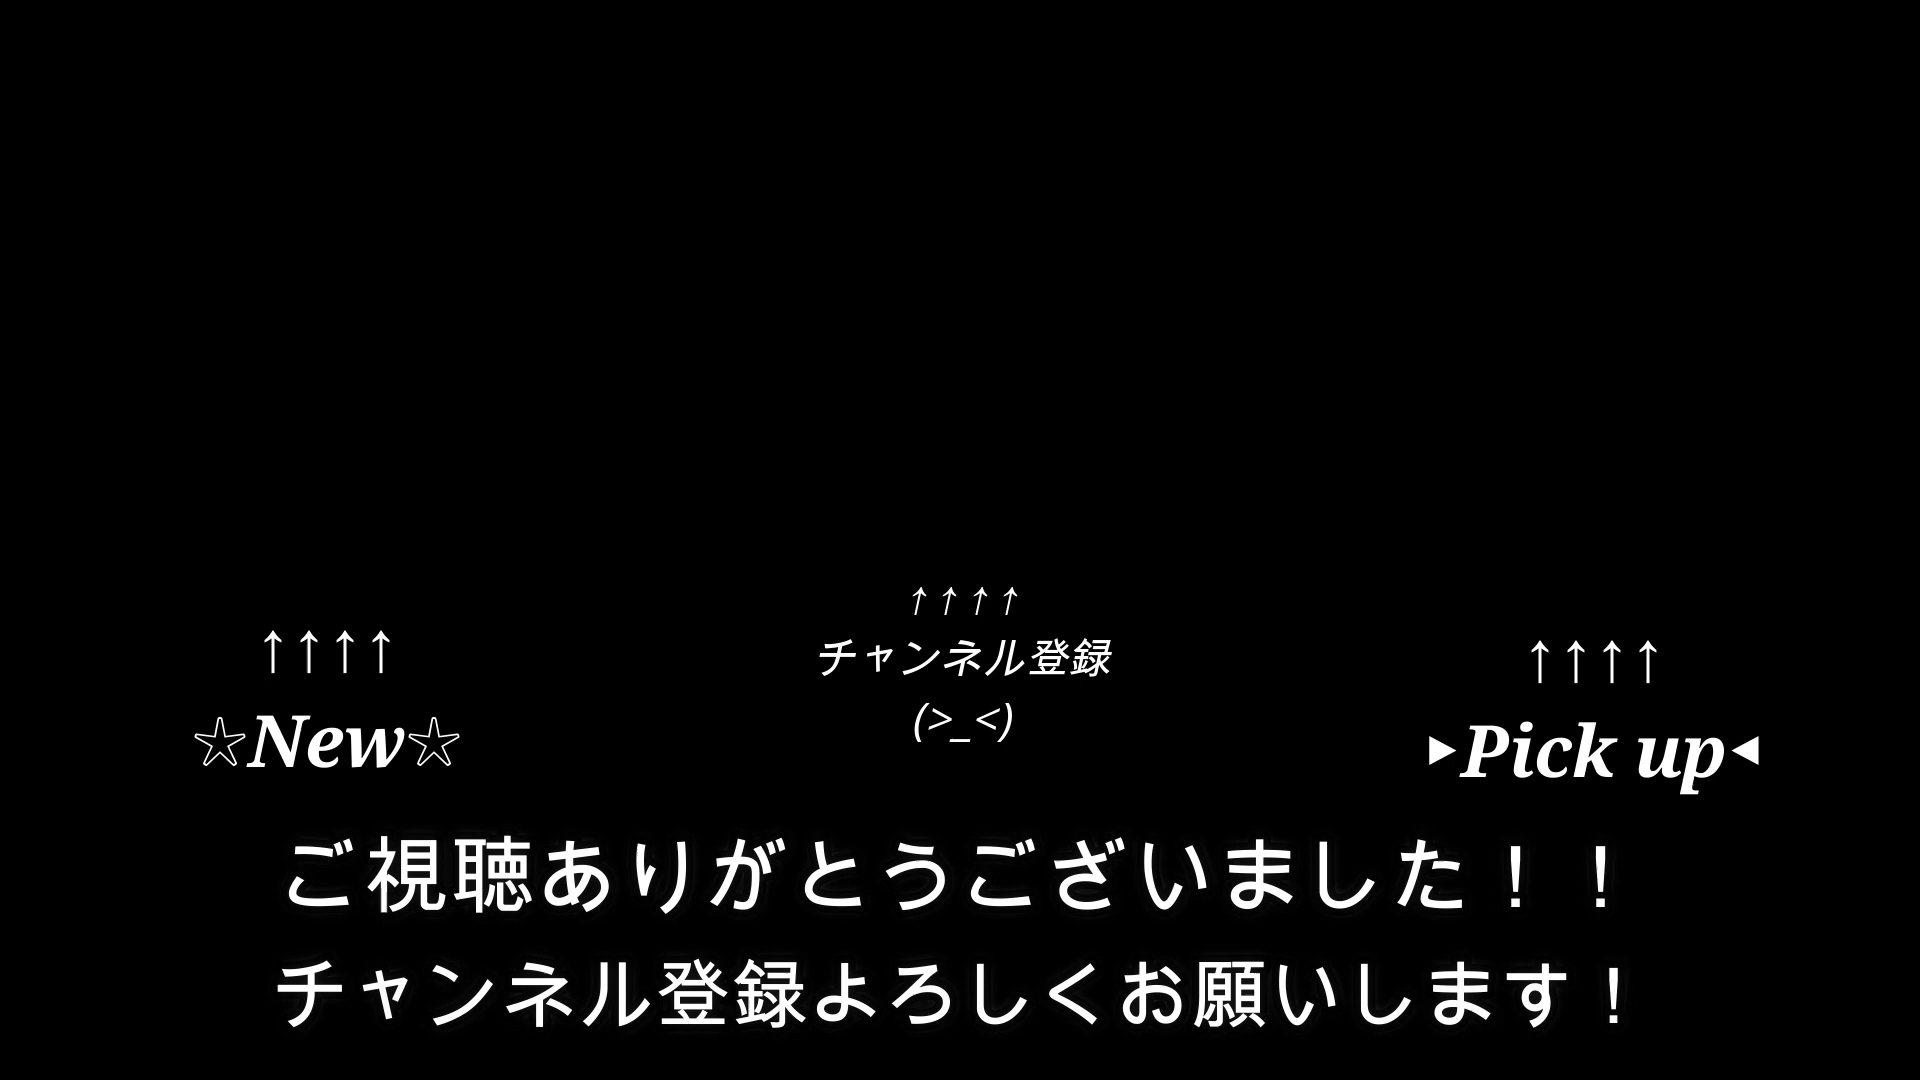 ↑↑↑↑
☆New☆
↑↑↑↑
チャンネル登録
(>_<)
↑↑↑↑
▶Pick up◀
ご視聴ありがとうございました！！
チャンネル登録よろしくお願いします！